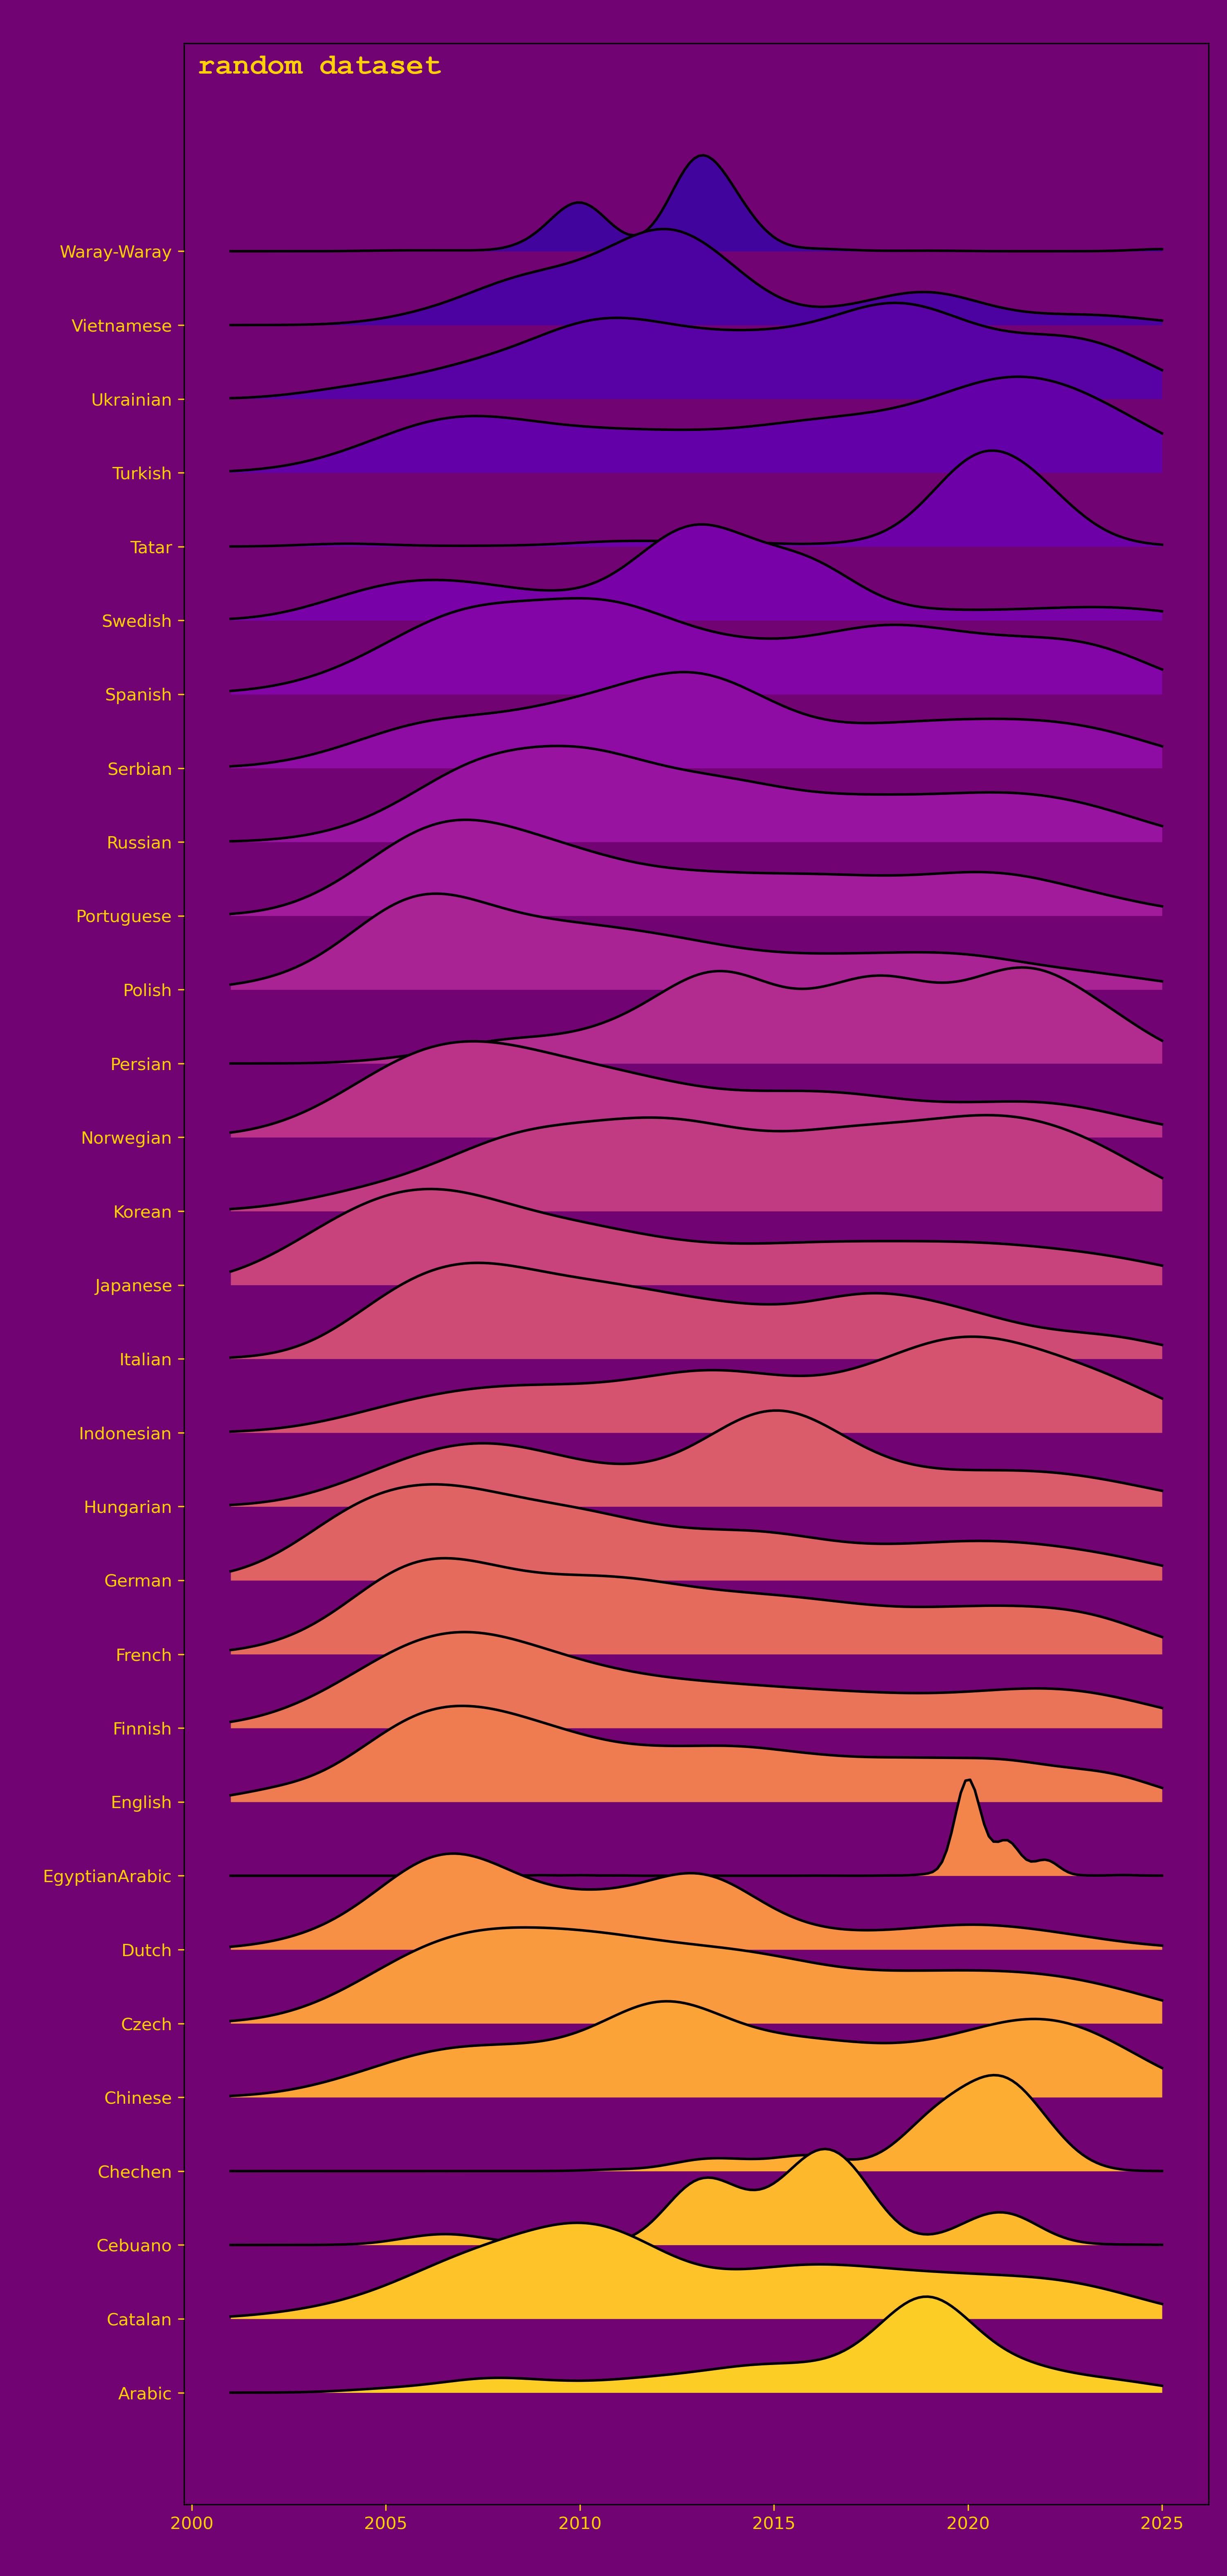 random dataset
Waray-Waray
Vietnamese
Ukrainian
Turkish
Tatar
Swedish
Spanish
Serbian
Russian
Portuguese
Polish
Persian
Norwegian
Korean
Japanese
Italian
Indonesian
Hungarian
German
French
Finnish
English
EgyptianArabic
Dutch
Czech
Chinese
Chechen
Cebuano
Catalan
Arabic
2000 2005 2010 2015 2020 2025